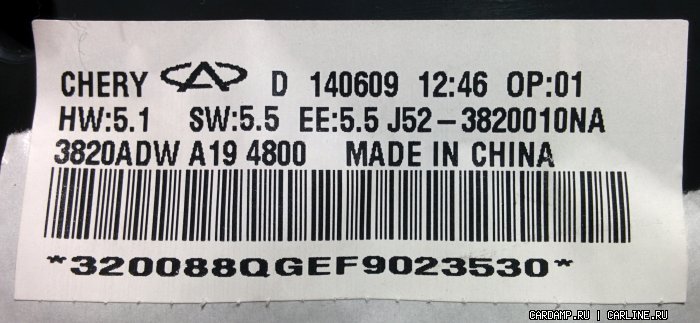 CHERY D 140609 12:46 OP:01
HW:5.1 SW:5.5 EE:5.5 J52-3820010NA
3820ADW A19 4800 MADE IN CHINA
*320088QGEF9023530*
CARDAMP.RU | CARLINE.RU